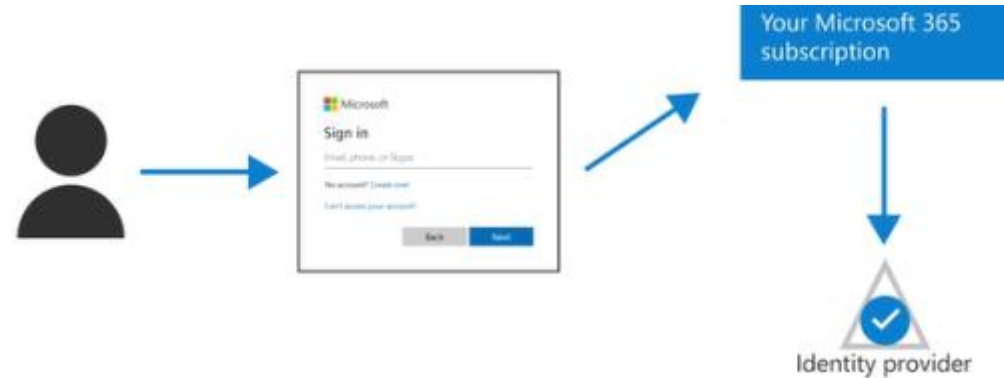 Your Microsoft 365
subscription
Microsoft
Sign in
Email, phone, or Skype
No account? Create one!
Can't access your account?
Back
Next
Identity provider